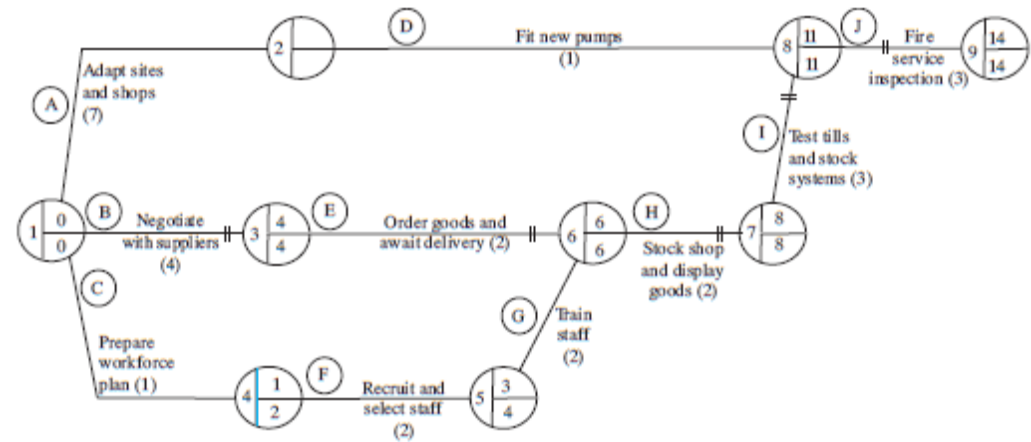 D
2
Fit new pumps
(1)
8
11
11
J
Fire
service
inspection (3)
9
14
14
Adapt sites
and shops
(7)
A
I
Test tills
and stock
systems (3)
1
0
0
B
Negotiate
with suppliers
(4)
3
4
4
E
Order goods and
await delivery (2)
6
6
6
H
Stock shop
and display
goods (2)
7
8
8
C
Prepare
workforce
plan (1)
G
Train
staff
(2)
4
1
2
F
Recruit and
select staff
(2)
5
3
4